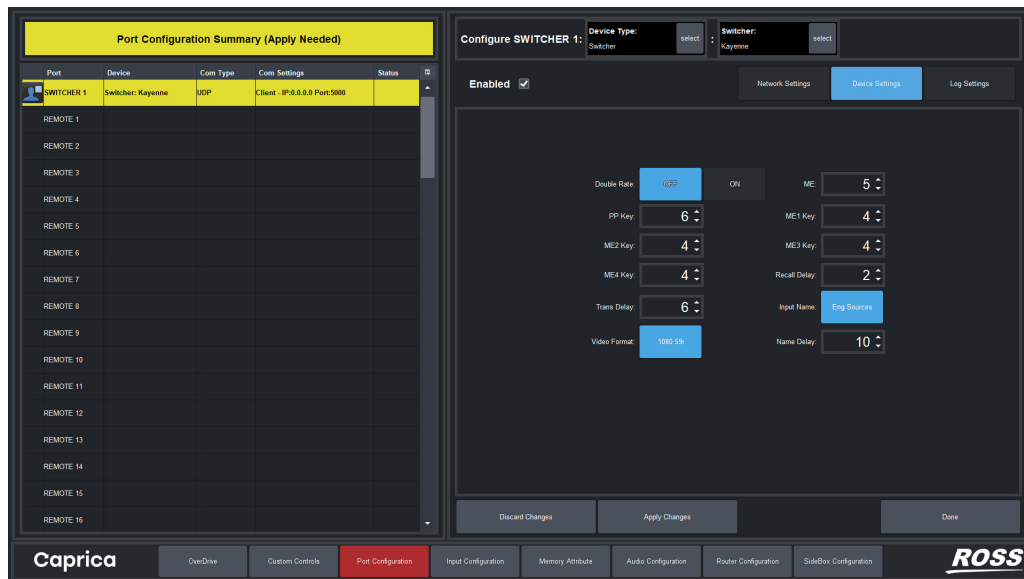 Port Configuration Summary (Apply Needed)
Port Device Com Type Com Settings Status
SWITCHER 1 Switcher: Kayenne UDP Client - IP:0.0.0.0 Port:5000
REMOTE 1
REMOTE 2
REMOTE 3
REMOTE 4
REMOTE 5
REMOTE 6
REMOTE 7
REMOTE 8
REMOTE 9
REMOTE 10
REMOTE 11
REMOTE 12
REMOTE 13
REMOTE 14
REMOTE 15
REMOTE 16
Configure SWITCHER 1: Device Type: Switcher select : Switcher: Kayenne select
Enabled Network Settings Device Settings Log Settings
Double Rate: OFF ON ME: 5
PP Key: 6 ME1 Key: 4
ME2 Key: 4 ME3 Key: 4
ME4 Key: 4 Recall Delay: 2
Trans Delay: 6 Input Name: Eng Sources
Video Format: 1080 59i Name Delay: 10
Discard Changes Apply Changes Done
Caprica OverDrive Custom Controls Port Configuration Input Configuration Memory Attribute Audio Configuration Router Configuration SideBox Configuration ROSS